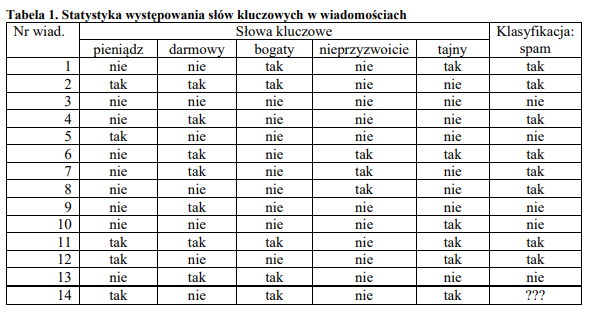 Tabela 1. Statystyka występowania słów kluczowych w wiadomościach
Nr wiad. Słowa kluczowe Klasyfikacja:
pieniądz darmowy bogaty nieprzyzwoicie tajny spam
1 nie nie tak nie tak tak
2 tak tak tak nie nie tak
3 nie nie nie nie nie nie
4 nie tak nie nie tak tak
5 tak nie nie nie nie nie
6 nie tak nie tak tak tak
7 nie tak nie tak nie tak
8 nie nie nie tak nie tak
9 nie tak nie nie nie nie
10 nie nie nie nie tak nie
11 tak tak tak nie tak tak
12 tak tak nie nie tak tak
13 nie tak tak nie nie nie
14 tak nie tak nie tak ???